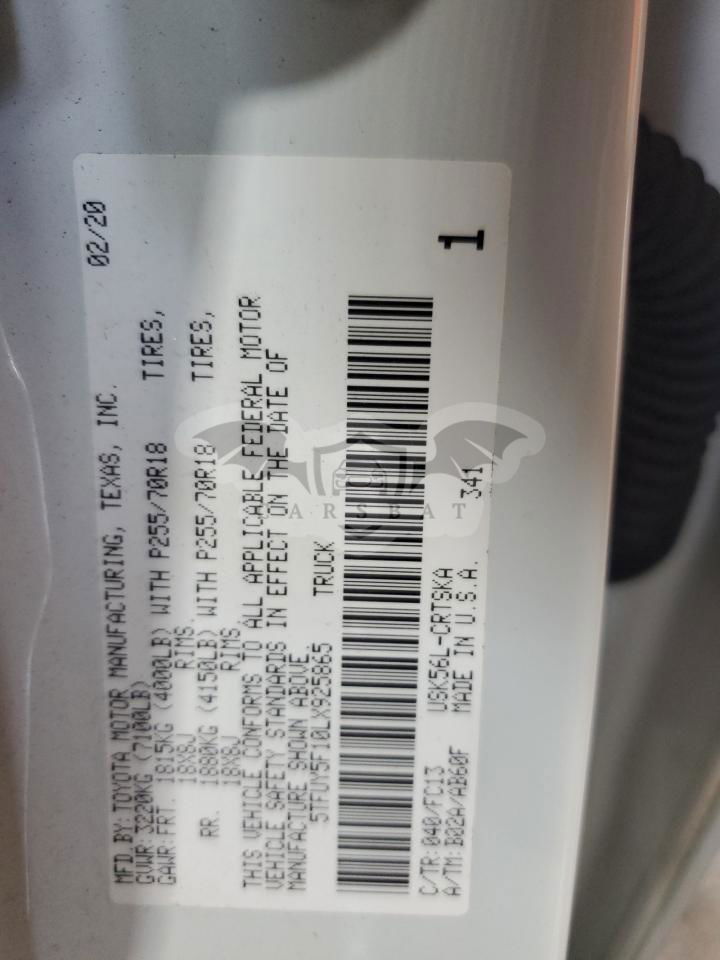 MFD.BY: TOYOTA MOTOR MANUFACTURING, TEXAS, INC. 02/20
GVWR: 3220KG (7100LB)
GAWR: FRT. 1815KG (4000LB) WITH P255/70R18 TIRES,
18X8J RIMS.
RR. 1880KG (4150LB) WITH P255/70R18 TIRES,
18X8J RIMS
THIS VEHICLE CONFORMS TO ALL APPLICABLE FEDERAL MOTOR
VEHICLE SAFETY STANDARDS IN EFFECT ON THE DATE OF
MANUFACTURE SHOWN ABOVE.
5TFUY5F10LX925865 TRUCK
C/TR: 040/FC13 USK56L-CRTSKA 1
A/TM: B02A/AB60F MADE IN U.S.A. 341
ARSBAT